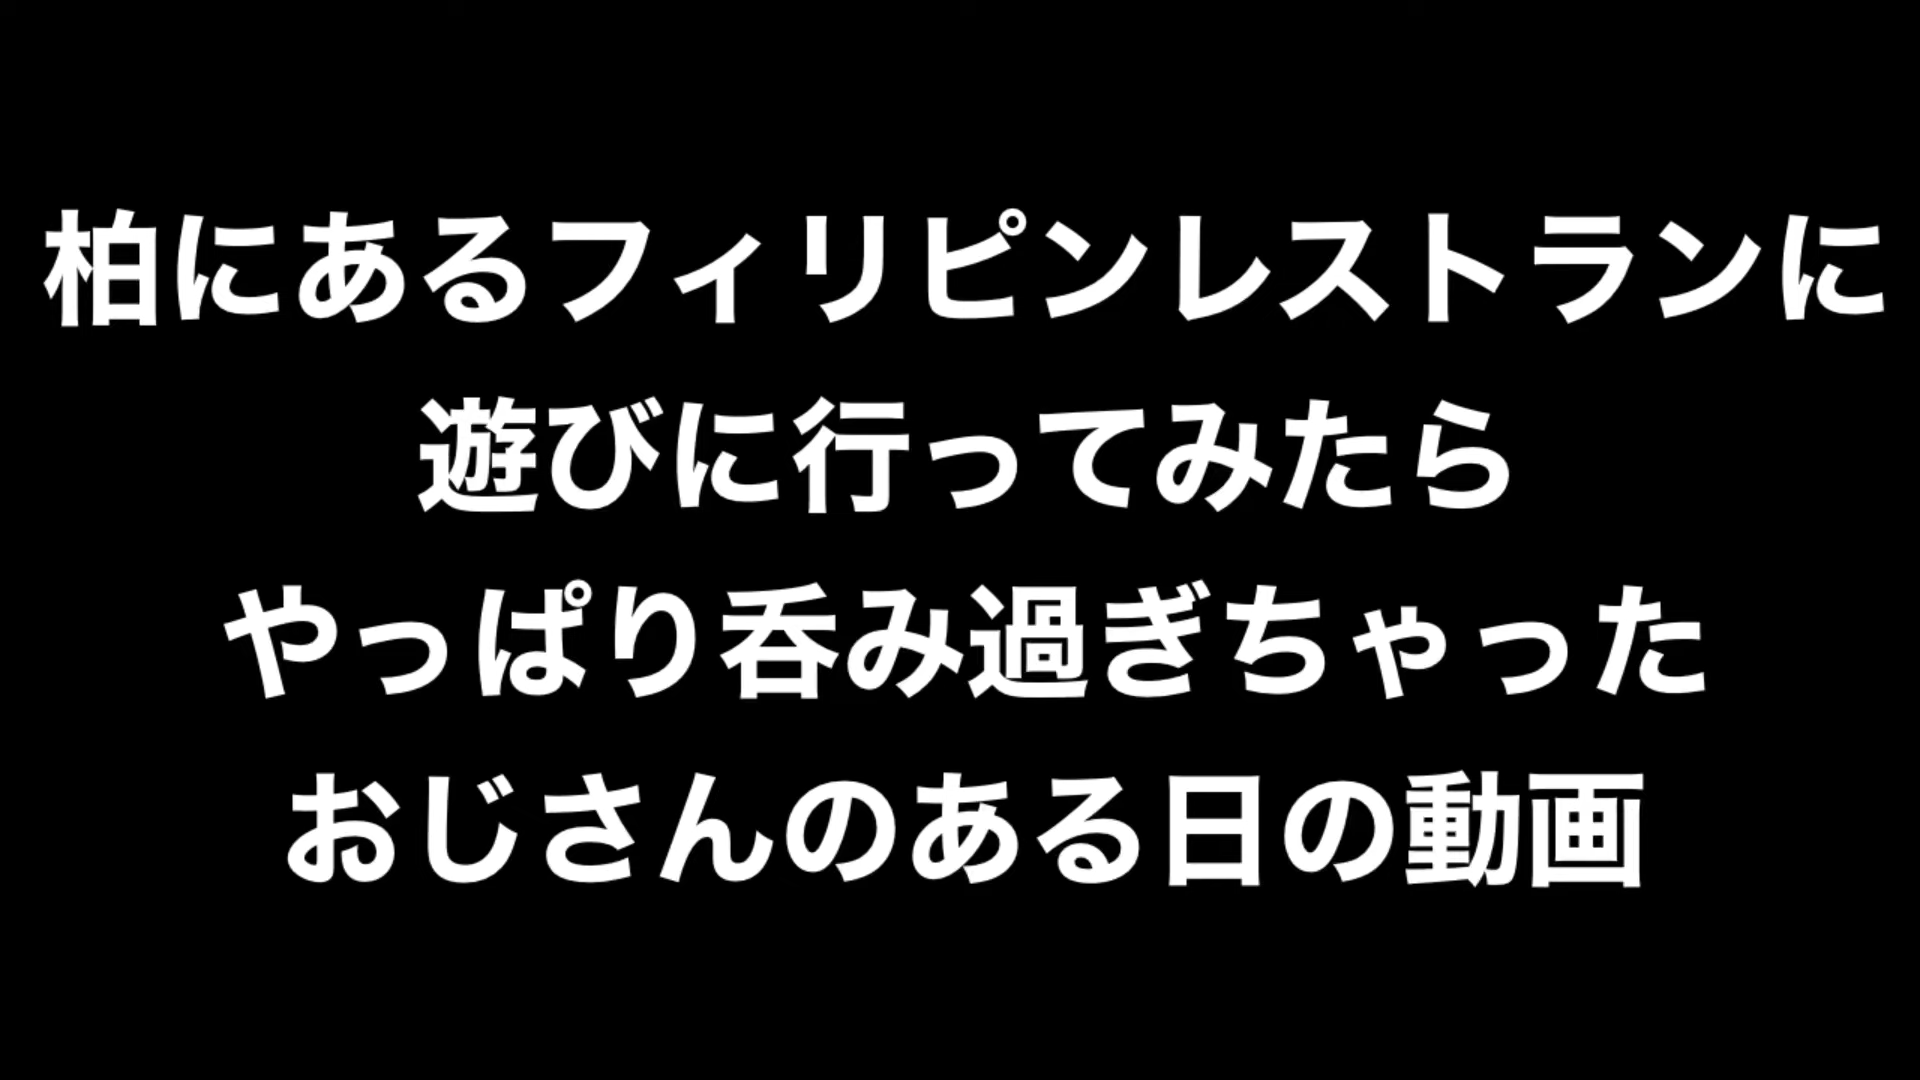 柏にあるフィリピンレストランに
遊びに行ってみたら
やっぱり呑み過ぎちゃった
おじさんのある日の動画